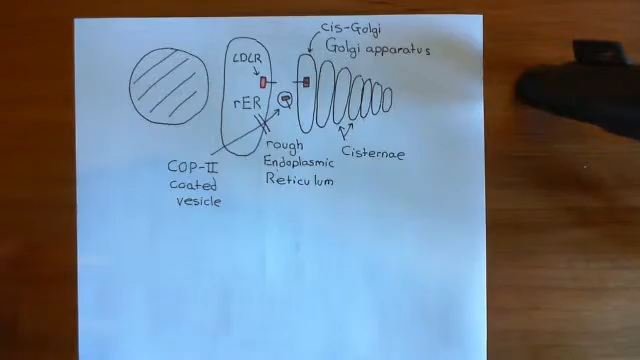 cis-Golgi
Golgi apparatus
LDLR
rER
rough
Endoplasmic
Reticulum
Cisternae
COP-II
coated
vesicle